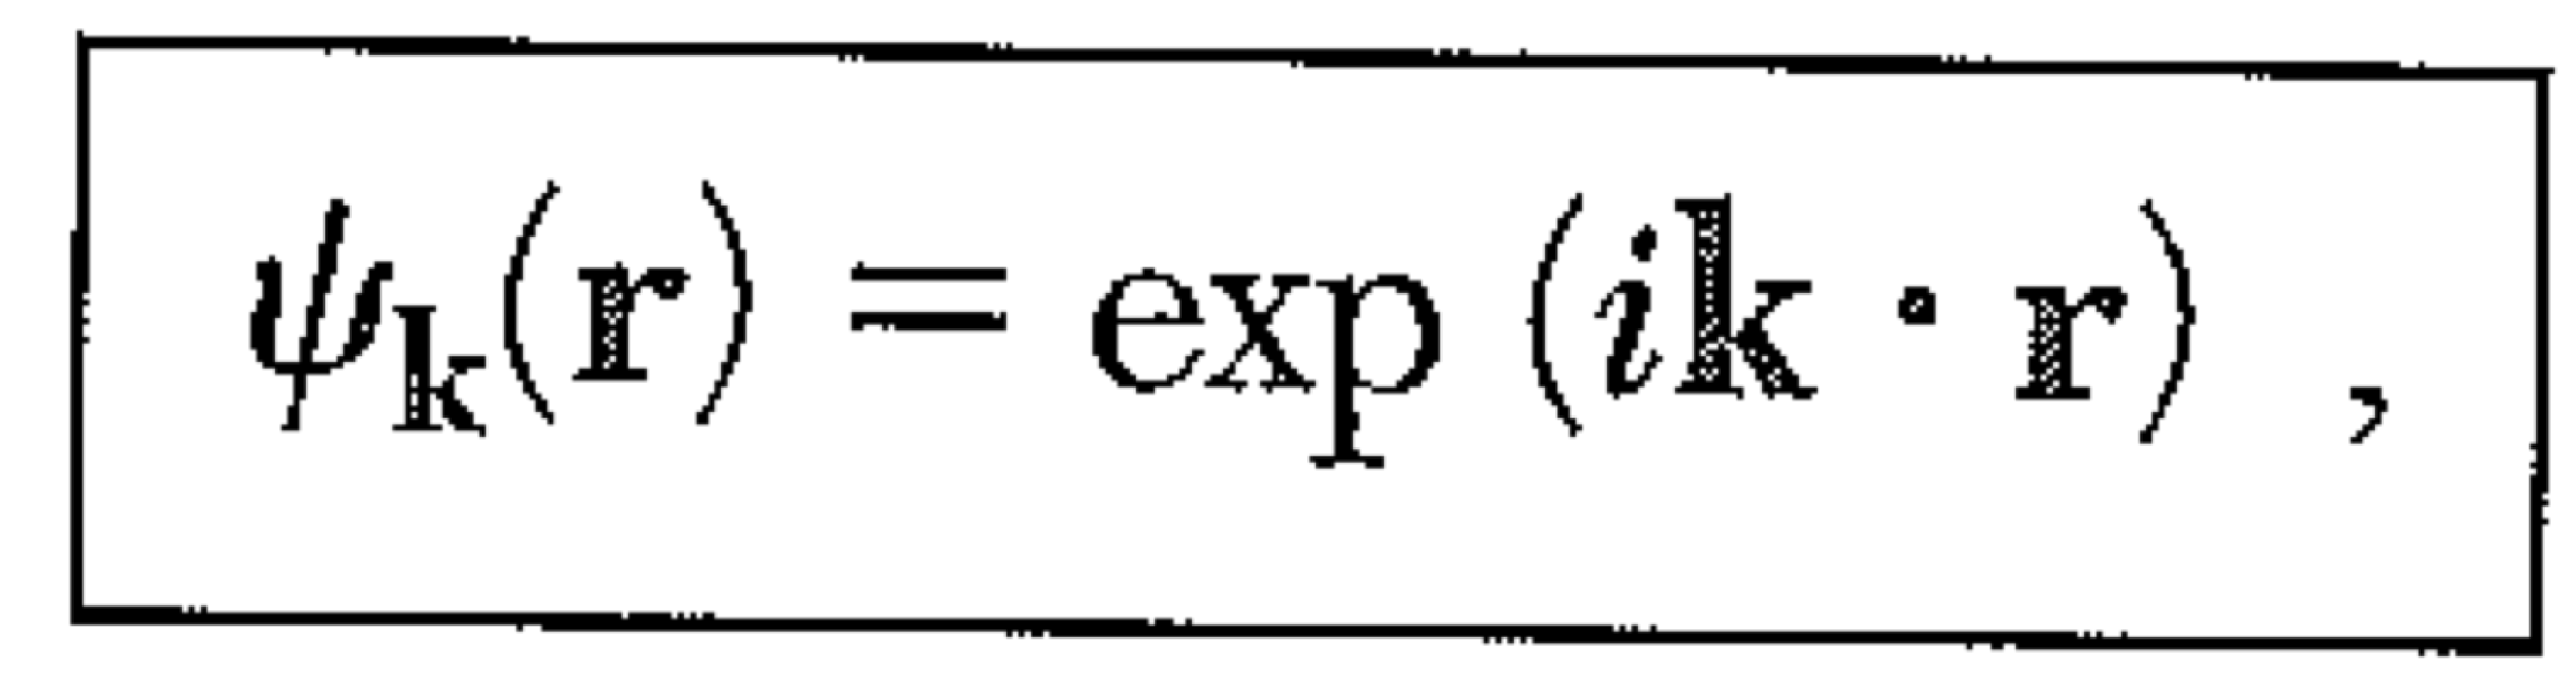 ψ_k(r) = exp (ik · r) ,